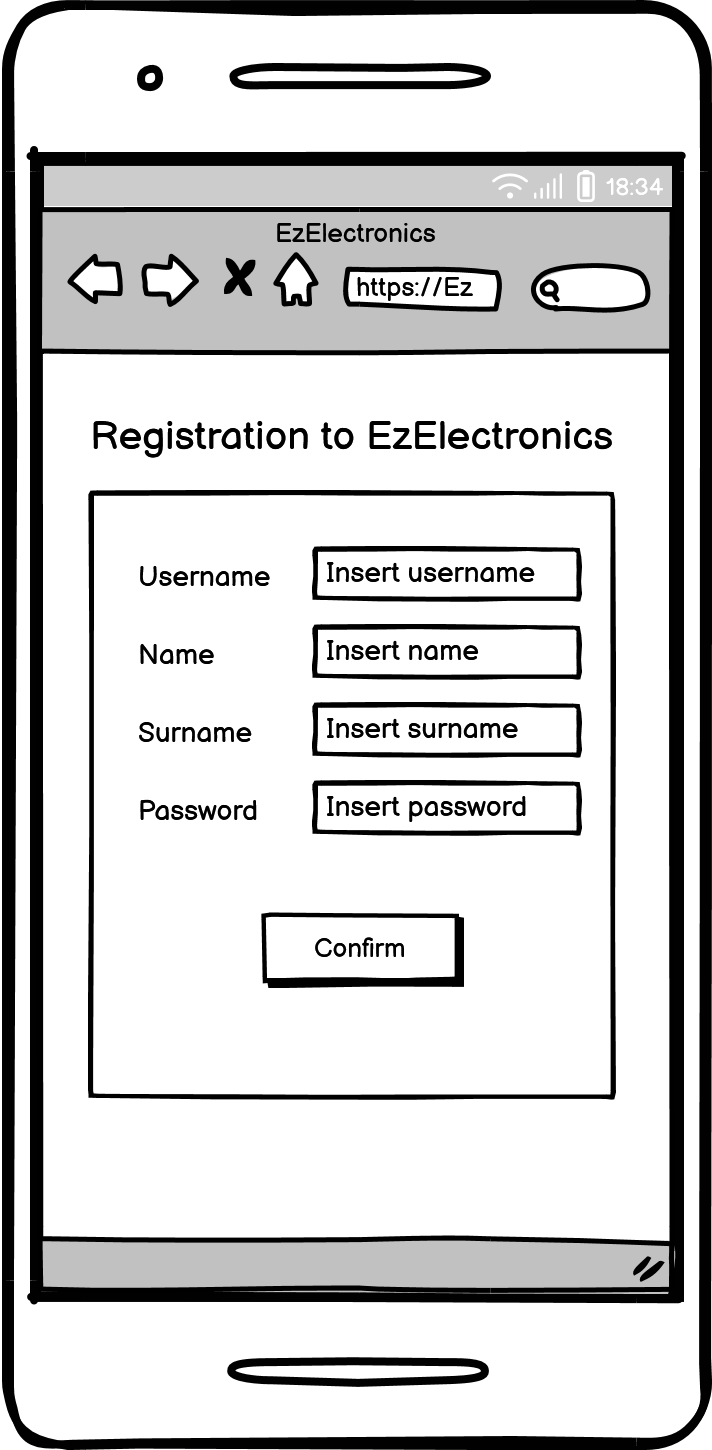 18:34
EzElectronics
https://Ez
Registration to EzElectronics
Username Insert username
Name Insert name
Surname Insert surname
Password Insert password
Confirm